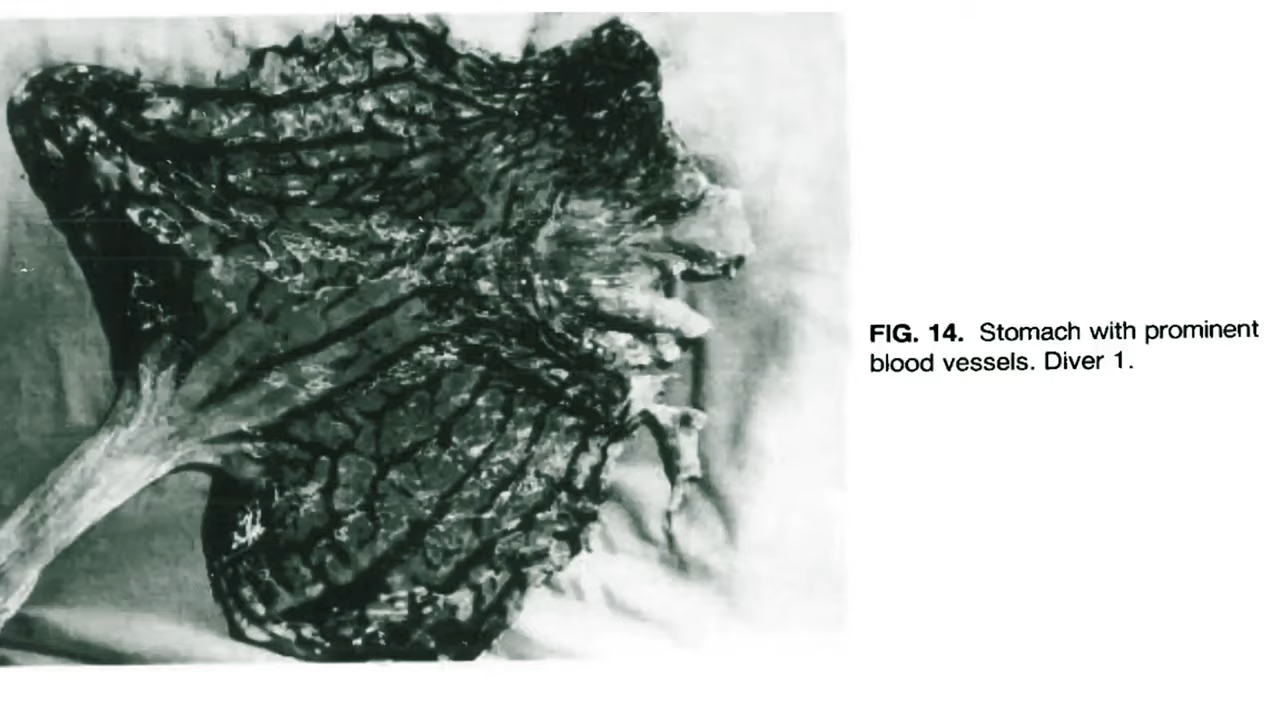 FIG. 14. Stomach with prominent
blood vessels. Diver 1.